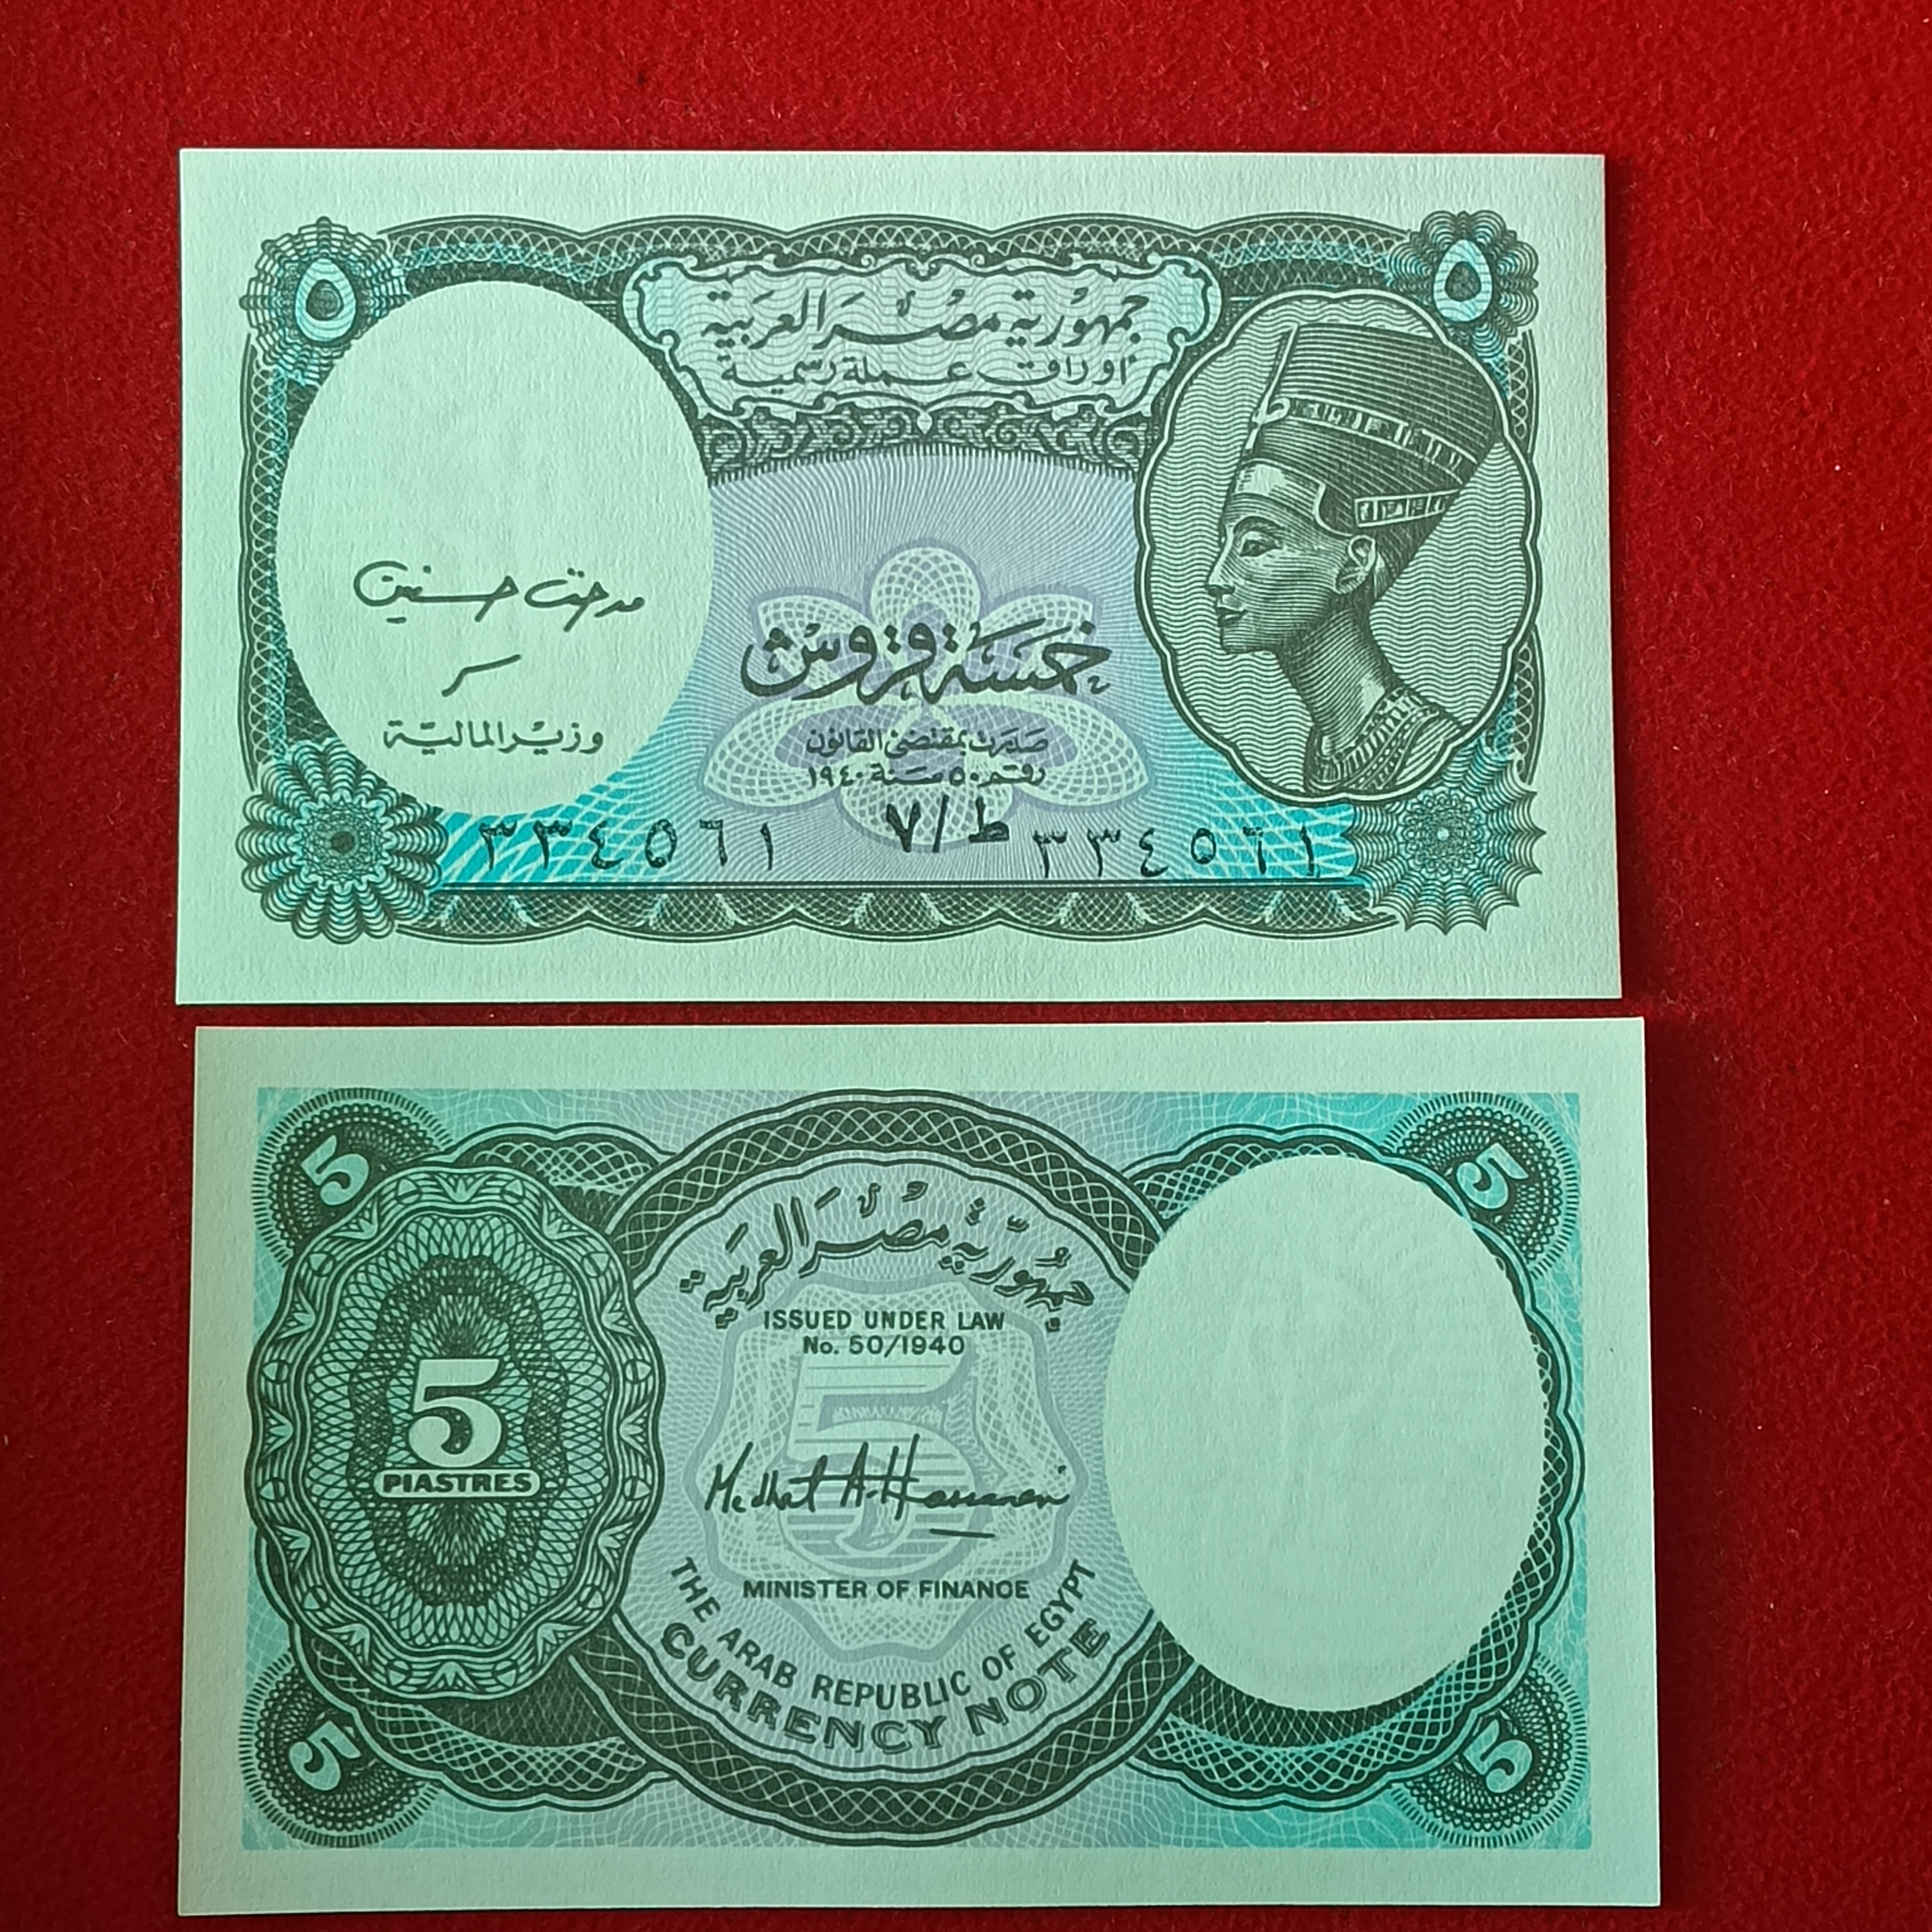 ٥
٥
جمهورية مصر العربية
أوراق عملة رسمية
مدحت حسنين
وزير المالية
خمسة قروش
صدرت بمقتضى القانون
رقم ٥٠ سنة ١٩٤٠
٣٣٤٥٦١ ط/٧ ٣٣٤٥٦١
5
5
جمهورية مصر العربية
ISSUED UNDER LAW
No. 50/1940
5
PIASTRES
5
Medhat A. Hassanein
MINISTER OF FINANCE
THE ARAB REPUBLIC OF EGYPT
CURRENCY NOTE
5
5